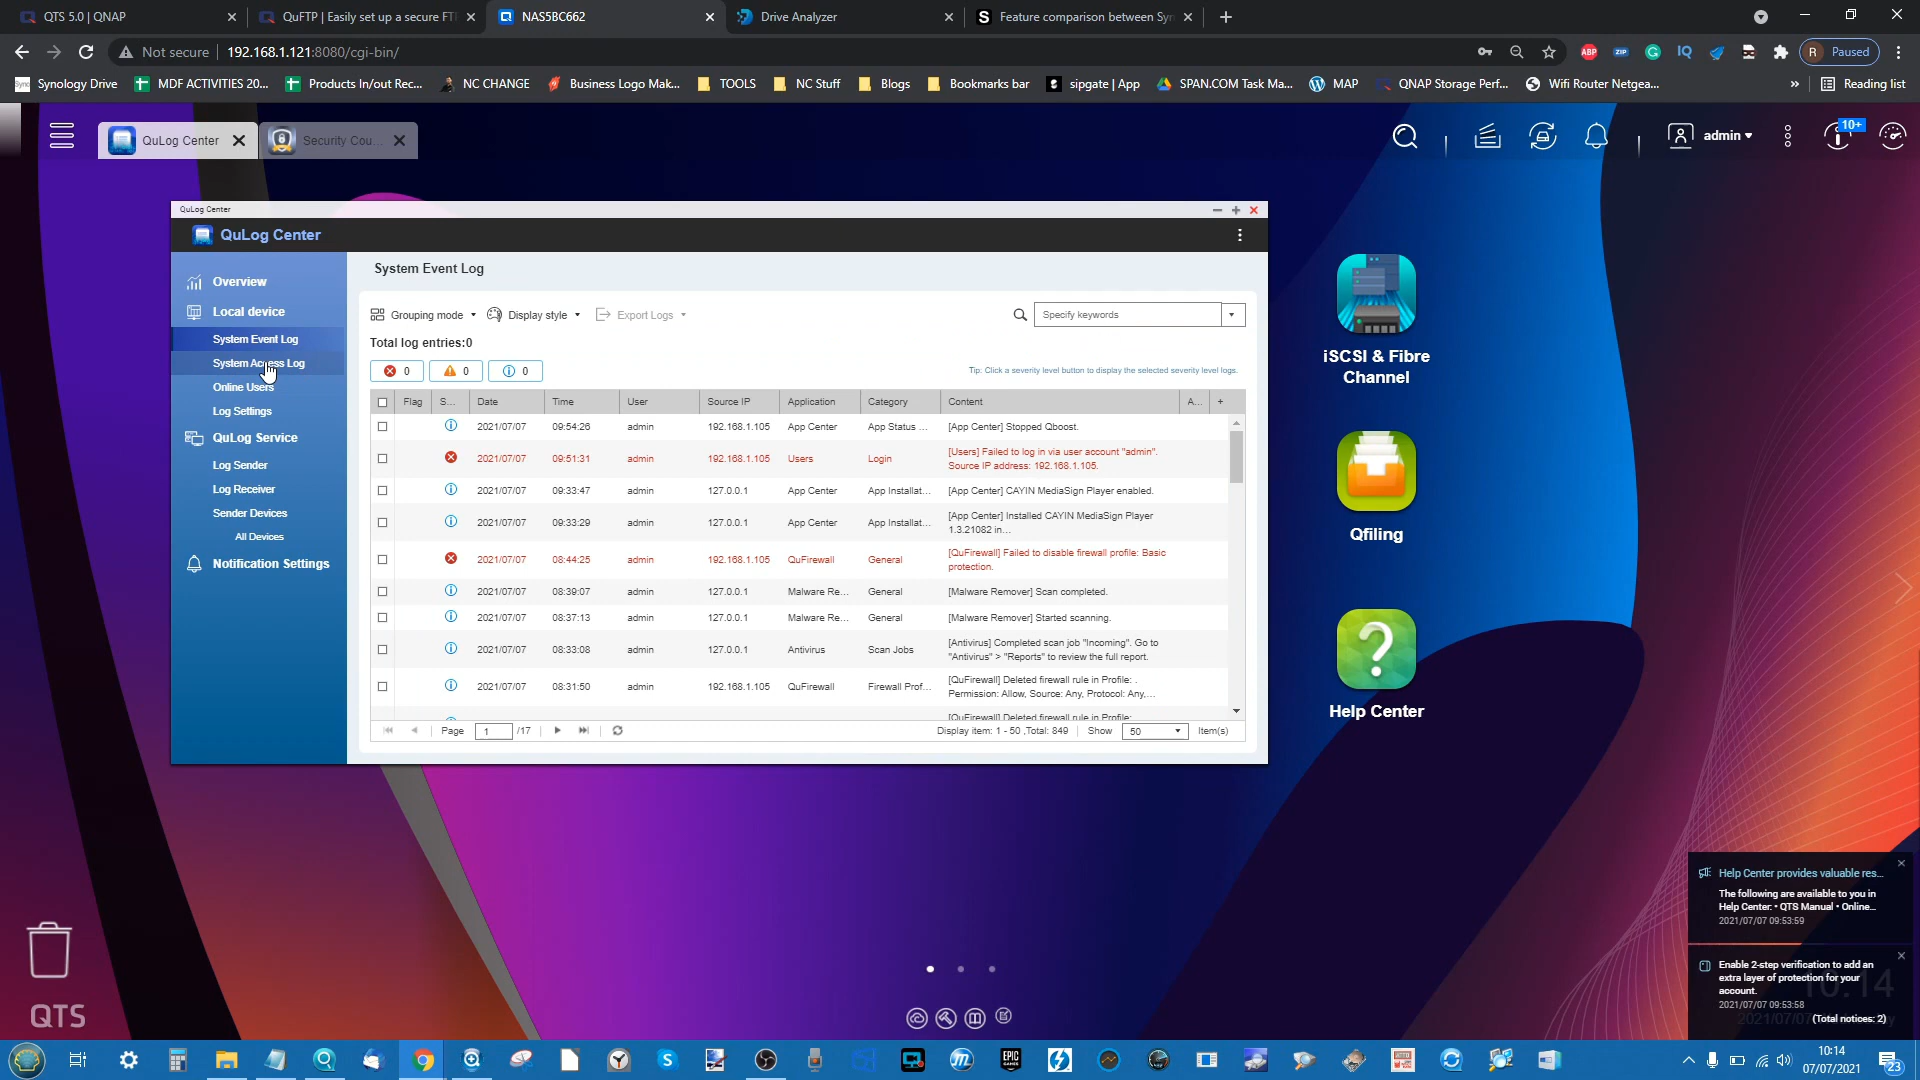 QTS 5.0 | QNAP
QuFTP | Easily set up a secure FT
NAS5BC662
Drive Analyzer
Feature comparison between Syn
Not secure
192.168.1.121:8080/cgi-bin/
Paused
Synology Drive
MDF ACTIVITIES 20...
Products In/out Rec...
NC CHANGE
Business Logo Mak...
TOOLS
NC Stuff
Blogs
Bookmarks bar
sipgate | App
SPAN.COM Task Ma...
MAP
QNAP Storage Perf...
Wifi Router Netgea...
»
Reading list
QuLog Center
Security Cou...
admin
10+
QuLog Center
QuLog Center
Overview
Local device
System Event Log
System Access Log
Online Users
Log Settings
QuLog Service
Log Sender
Log Receiver
Sender Devices
All Devices
Notification Settings
System Event Log
Grouping mode
Display style
Export Logs
Specify keywords
Total log entries:0
0 0 0
Tip: Click a severity level button to display the selected severity level logs.
Flag S... Date Time User Source IP Application Category Content A... +
2021/07/07 09:54:26 admin 192.168.1.105 App Center App Status ... [App Center] Stopped Qboost.
2021/07/07 09:51:31 admin 192.168.1.105 Users Login [Users] Failed to log in via user account "admin".
Source IP address: 192.168.1.105.
2021/07/07 09:33:47 admin 127.0.0.1 App Center App Installat... [App Center] CAYIN MediaSign Player enabled.
2021/07/07 09:33:29 admin 127.0.0.1 App Center App Installat... [App Center] Installed CAYIN MediaSign Player
1.3.21082 in...
2021/07/07 08:44:25 admin 192.168.1.105 QuFirewall General [QuFirewall] Failed to disable firewall profile: Basic
protection.
2021/07/07 08:39:07 admin 127.0.0.1 Malware Re... General [Malware Remover] Scan completed.
2021/07/07 08:37:13 admin 127.0.0.1 Malware Re... General [Malware Remover] Started scanning.
2021/07/07 08:33:08 admin 127.0.0.1 Antivirus Scan Jobs [Antivirus] Completed scan job "Incoming". Go to
"Antivirus" > "Reports" to review the full report.
2021/07/07 08:31:50 admin 192.168.1.105 QuFirewall Firewall Prof... [QuFirewall] Deleted firewall rule in Profile: .
Permission: Allow, Source: Any, Protocol: Any,...
[QuFirewall] Deleted firewall rule in Profile:
Page 1 /17
Display item: 1 - 50 ,Total: 849 | Show 50 Item(s)
iSCSI & Fibre
Channel
Qfiling
Help Center
Help Center provides valuable res...
The following are available to you in
Help Center: • QTS Manual • Online...
2021/07/07 09:53:59
Enable 2-step verification to add an
extra layer of protection for your
account.
2021/07/07 09:53:58
(Total notices: 2)
QTS
10:14
07/07/2021
23